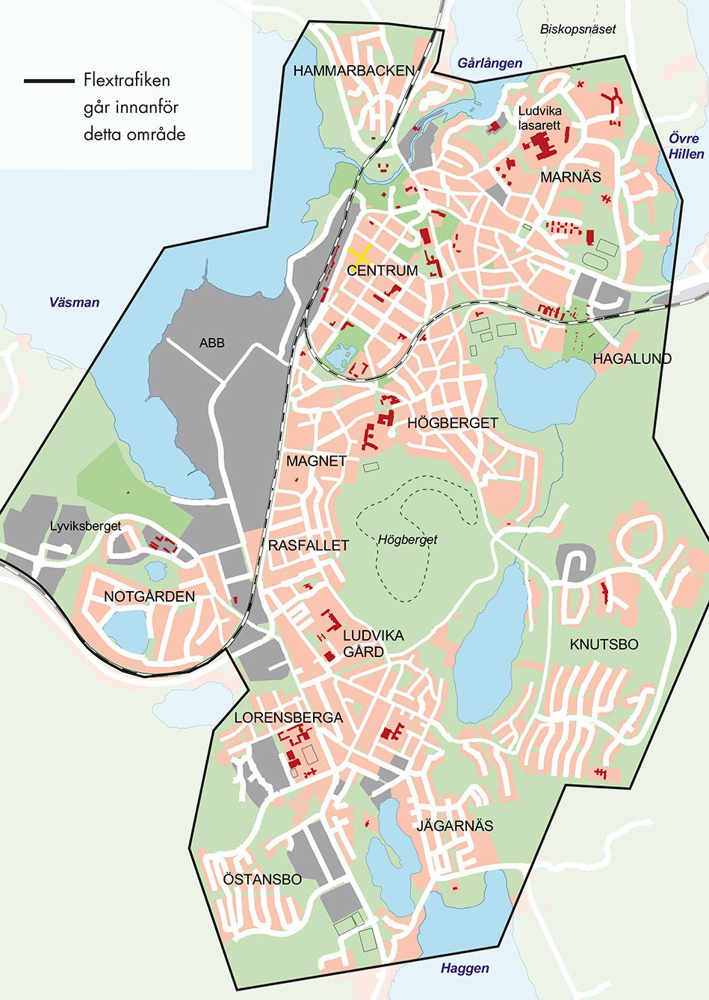 Flextrafiken
går innanför
detta område
Biskopsnäset
Gårlången
HAMMARBACKEN
Ludvika
lasarett
Övre
Hillen
MARNÄS
CENTRUM
Väsman
ABB
HAGALUND
HÖGBERGET
MAGNET
Lyviksberget
Högberget
RASFALLET
NOTGÅRDEN
LUDVIKA
GÅRD
KNUTSBO
LORENSBERGA
JÄGARNÄS
ÖSTANSBO
Haggen